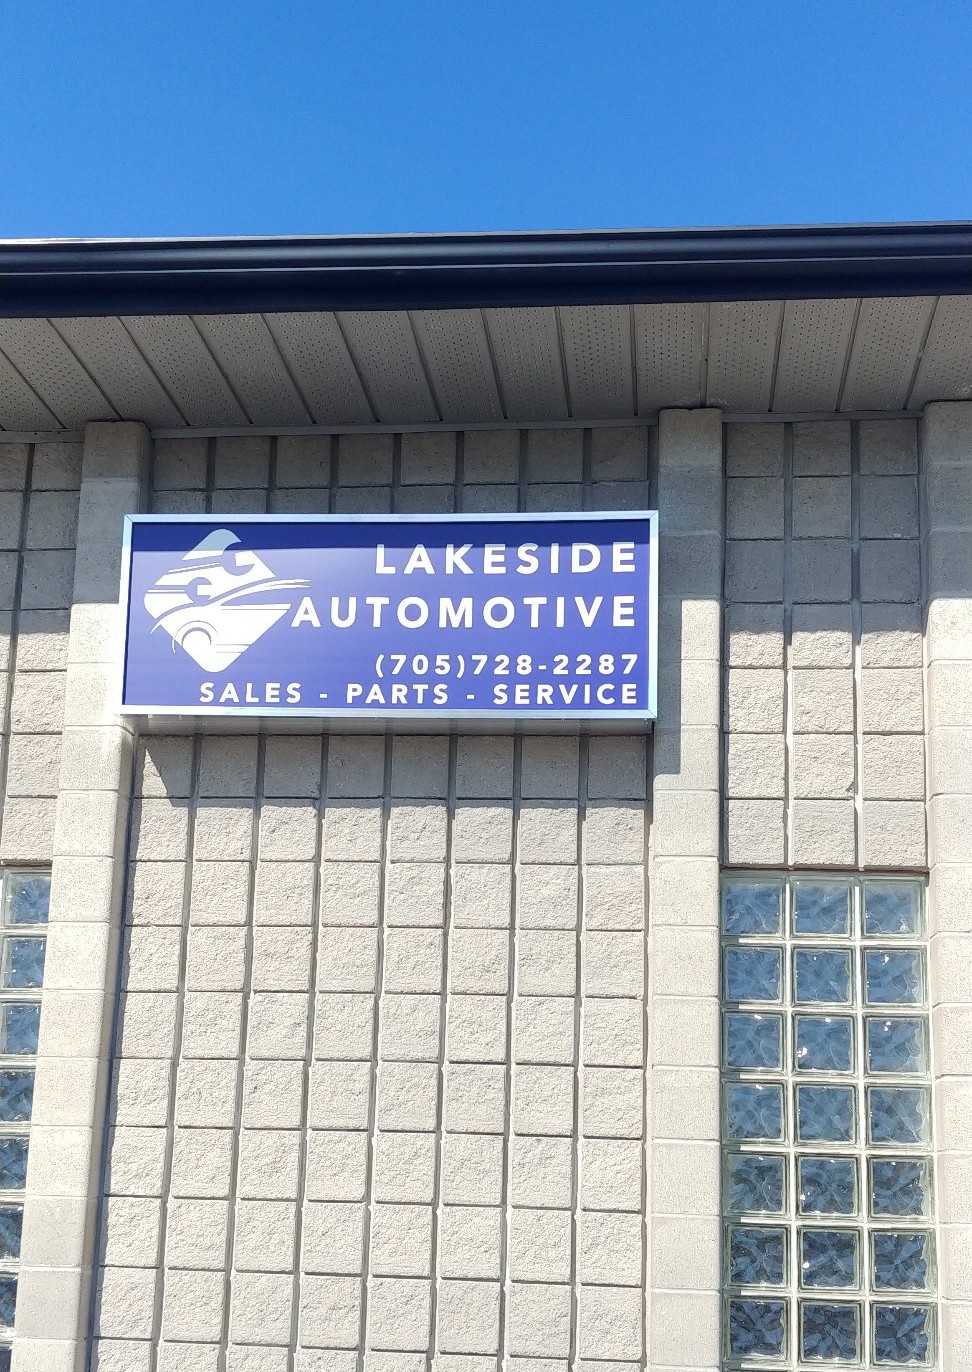 LAKESIDE
AUTOMOTIVE
(705)728-2287
SALES - PARTS - SERVICE